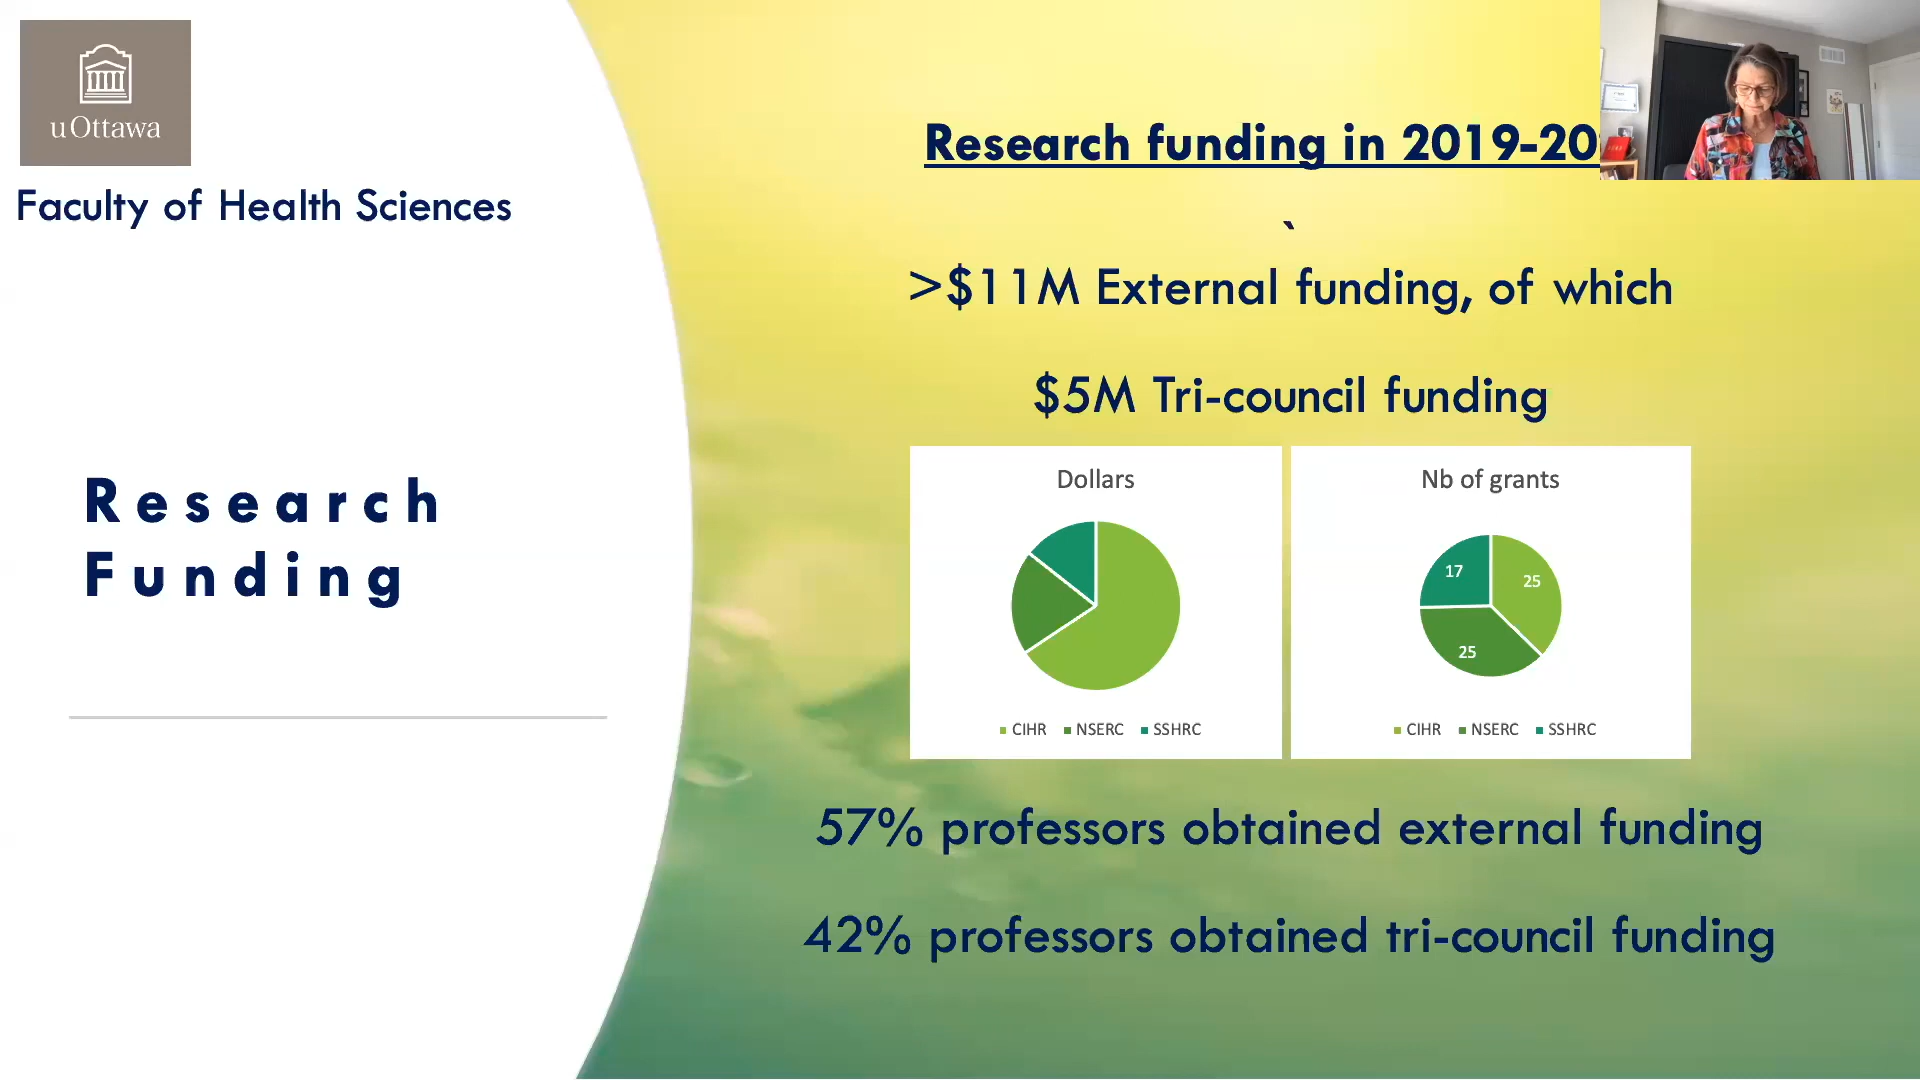 uOttawa
Faculty of Health Sciences
Research
Funding
Research funding in 2019-20
`
>$11M External funding, of which
$5M Tri-council funding
Dollars
CIHR NSERC SSHRC
Nb of grants
17
25
25
CIHR NSERC SSHRC
57% professors obtained external funding
42% professors obtained tri-council funding